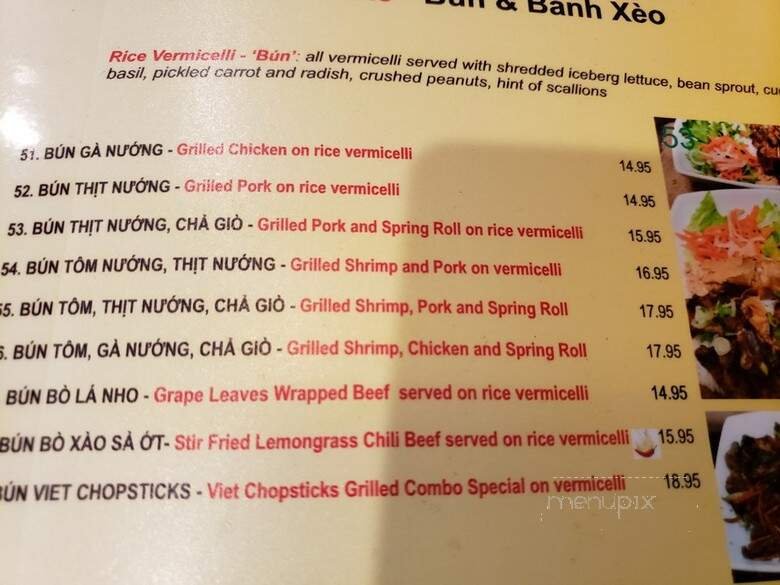 Bún & Bánh Xèo
Rice Vermicelli - 'Bún': all vermicelli served with shredded iceberg lettuce, bean sprout,
basil, pickled carrot and radish, crushed peanuts, hint of scallions
53
51. BÚN GÀ NƯỚNG - Grilled Chicken on rice vermicelli 14.95
52. BÚN THỊT NƯỚNG - Grilled Pork on rice vermicelli 14.95
53. BÚN THỊT NƯỚNG, CHẢ GIÒ - Grilled Pork and Spring Roll on rice vermicelli 15.95
54. BÚN TÔM NƯỚNG, THỊT NƯỚNG - Grilled Shrimp and Pork on vermicelli 16.95
55. BÚN TÔM, THỊT NƯỚNG, CHẢ GIÒ - Grilled Shrimp, Pork and Spring Roll 17.95
6. BÚN TÔM, GÀ NƯỚNG, CHẢ GIÒ - Grilled Shrimp, Chicken and Spring Roll 17.95
BÚN BÒ LÁ NHO - Grape Leaves Wrapped Beef served on rice vermicelli 14.95
BÚN BÒ XÀO SẢ ỚT- Stir Fried Lemongrass Chili Beef served on rice vermicelli 15.95
BÚN VIET CHOPSTICKS - Viet Chopsticks Grilled Combo Special on vermicelli 18.95
menupix